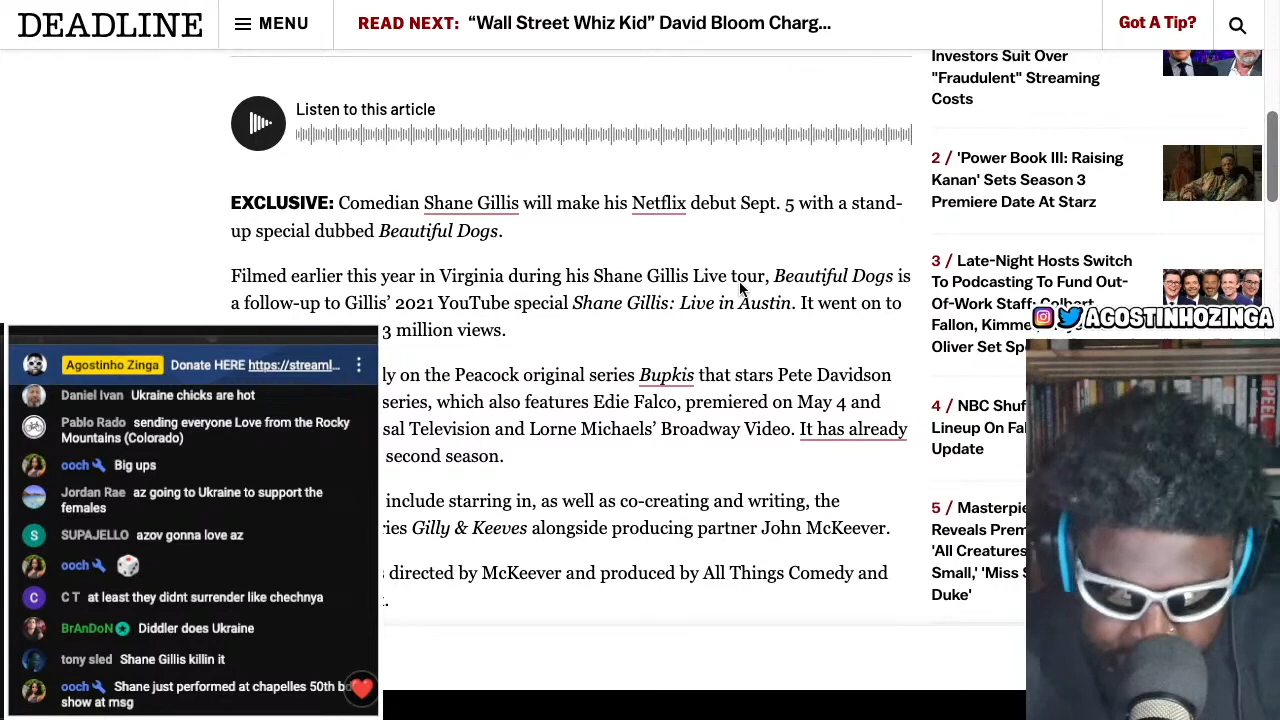 DEADLINE
MENU
READ NEXT: “Wall Street Whiz Kid” David Bloom Charg...
Got A Tip?
Listen to this article
EXCLUSIVE: Comedian Shane Gillis will make his Netflix debut Sept. 5 with a stand-
up special dubbed Beautiful Dogs.
Filmed earlier this year in Virginia during his Shane Gillis Live tour, Beautiful Dogs is
a follow-up to Gillis’ 2021 YouTube special Shane Gillis: Live in Austin. It went on to
3 million views.
ly on the Peacock original series Bupkis that stars Pete Davidson
series, which also features Edie Falco, premiered on May 4 and
sal Television and Lorne Michaels’ Broadway Video. It has already
second season.
include starring in, as well as co-creating and writing, the
ries Gilly & Keeves alongside producing partner John McKeever.
directed by McKeever and produced by All Things Comedy and
Investors Suit Over
"Fraudulent" Streaming
Costs
2 / 'Power Book III: Raising
Kanan' Sets Season 3
Premiere Date At Starz
3 / Late-Night Hosts Switch
To Podcasting To Fund Out-
Of-Work Staff: Colbert,
Fallon, Kimme
Oliver Set Spo
4 / NBC Shuf
Lineup On Fal
Update
5 / Masterpie
Reveals Prem
'All Creatures
Small,' 'Miss S
Duke'
AGOSTINHOZINGA
Agostinho Zinga Donate HERE https://streaml...
Daniel Ivan Ukraine chicks are hot
Pablo Rado sending everyone Love from the Rocky
Mountains (Colorado)
ooch Big ups
Jordan Rae az going to Ukraine to support the
females
S SUPAJELLO azov gonna love az
ooch
C C T at least they didnt surrender like chechnya
BrAnDoN Diddler does Ukraine
tony sled Shane Gillis killin it
ooch Shane just performed at chapelles 50th bd
show at msg